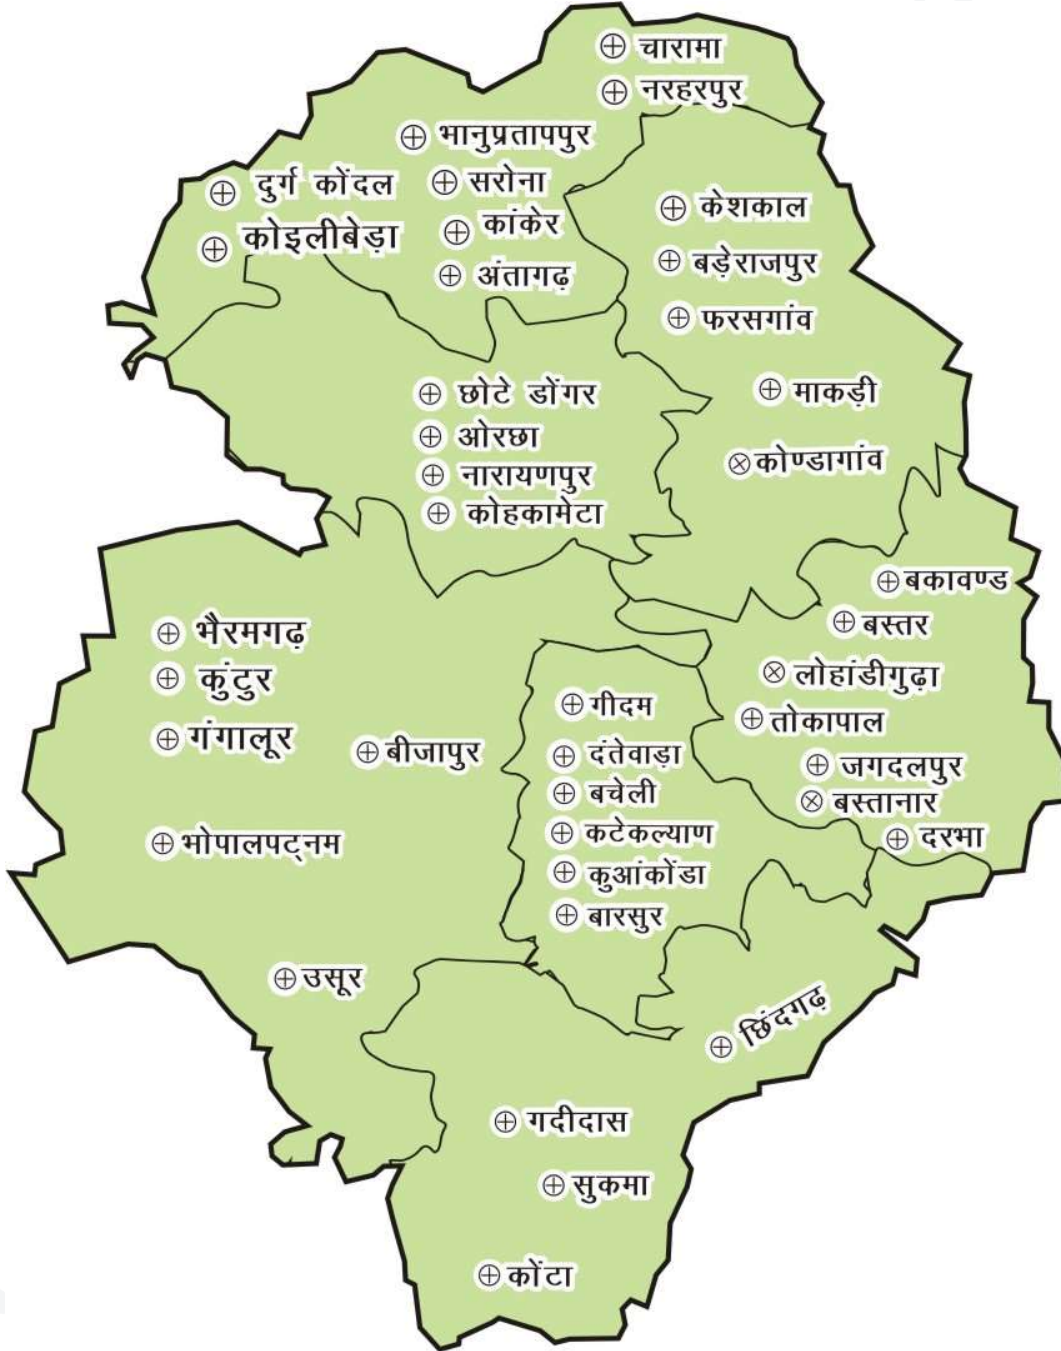 चारामा
नरहरपुर
भानुप्रतापपुर
सरोना
दुर्ग कोंदल
कांकेर
कोइलीबेड़ा
अंतागढ़
केशकाल
बड़ेराजपुर
फरसगांव
माकड़ी
कोण्डागांव
छोटे डोंगर
ओरछा
नारायणपुर
कोहकामेटा
बकावण्ड
बस्तर
लोहांडीगुढ़ा
तोकापाल
जगदलपुर
बस्तानार
दरभा
भैरमगढ़
कुंटुर
गंगालूर
बीजापुर
भोपालपट्नम
उसूर
गीदम
दंतेवाड़ा
बचेली
कटेकल्याण
कुआंकोंडा
बारसुर
छिंदगढ़
गदीदास
सुकमा
कोंटा